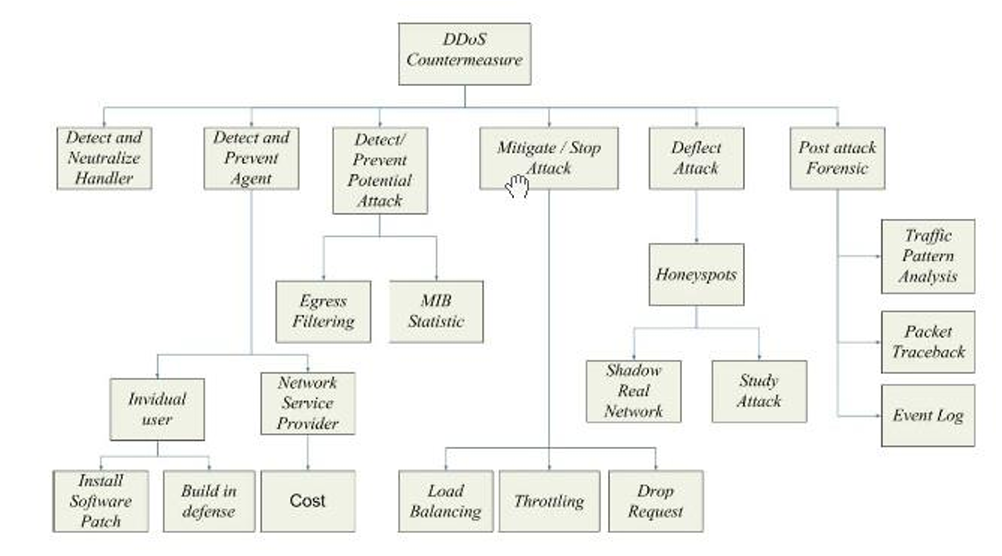 DDoS
Countermeasure
Detect and
Neutralize
Handler
Detect and
Prevent
Agent
Detect/
Prevent
Potential
Attack
Mitigate / Stop
Attack
Deflect
Attack
Post attack
Forensic
Traffic
Pattern
Analysis
Honeyspots
Egress
Filtering
MIB
Statistic
Packet
Traceback
Shadow
Real
Network
Study
Attack
Invidual
user
Network
Service
Provider
Event Log
Install
Software
Patch
Build in
defense
Cost
Load
Balancing
Throttling
Drop
Request